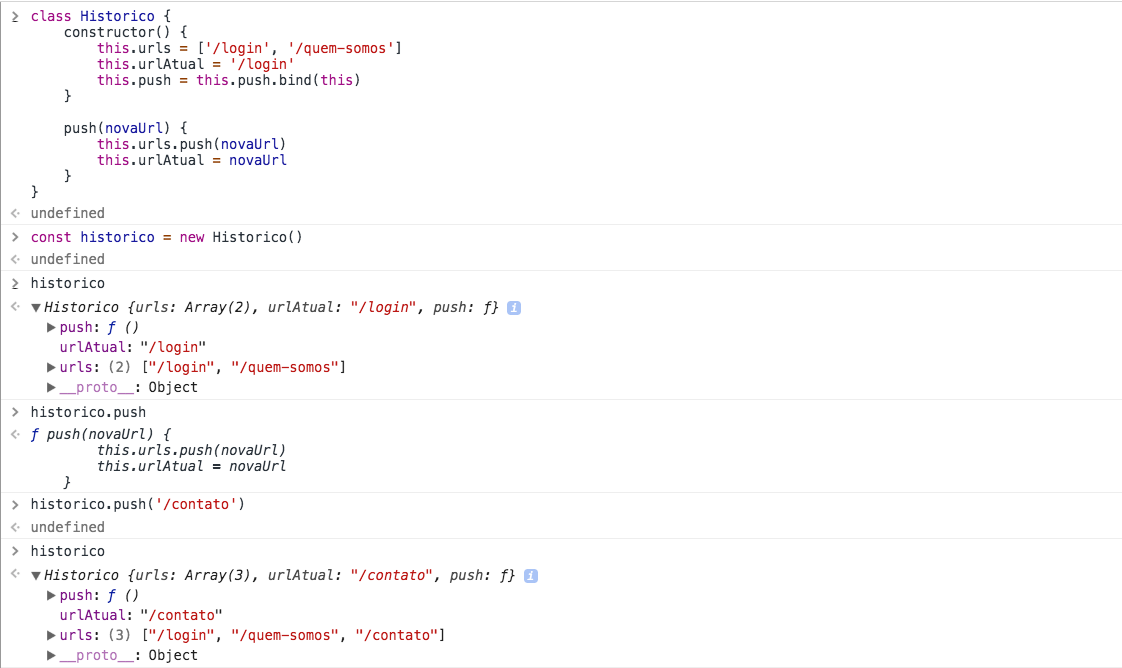 class Historico {
    constructor() {
        this.urls = ['/login', '/quem-somos']
        this.urlAtual = '/login'
        this.push = this.push.bind(this)
    }

    push(novaUrl) {
        this.urls.push(novaUrl)
        this.urlAtual = novaUrl
    }
}
undefined
const historico = new Historico()
undefined
historico
▼Historico {urls: Array(2), urlAtual: "/login", push: ƒ} i
▶push: ƒ ()
urlAtual: "/login"
▶urls: (2) ["/login", "/quem-somos"]
▶__proto__: Object
historico.push
ƒ push(novaUrl) {
        this.urls.push(novaUrl)
        this.urlAtual = novaUrl
    }
historico.push('/contato')
undefined
historico
▼Historico {urls: Array(3), urlAtual: "/contato", push: ƒ} i
▶push: ƒ ()
urlAtual: "/contato"
▶urls: (3) ["/login", "/quem-somos", "/contato"]
▶__proto__: Object